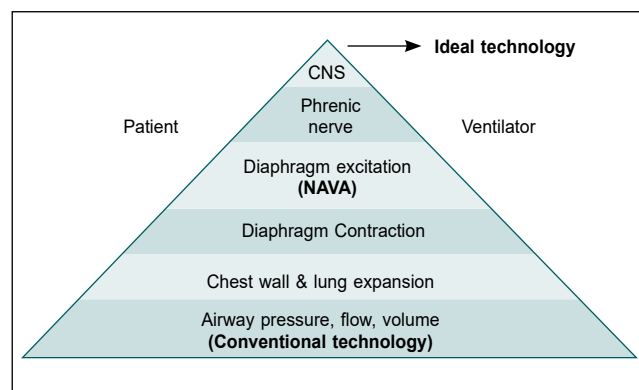 Ideal technology
CNS
Phrenic
nerve
Patient
Ventilator
Diaphragm excitation
(NAVA)
Diaphragm Contraction
Chest wall & lung expansion
Airway pressure, flow, volume
(Conventional technology)